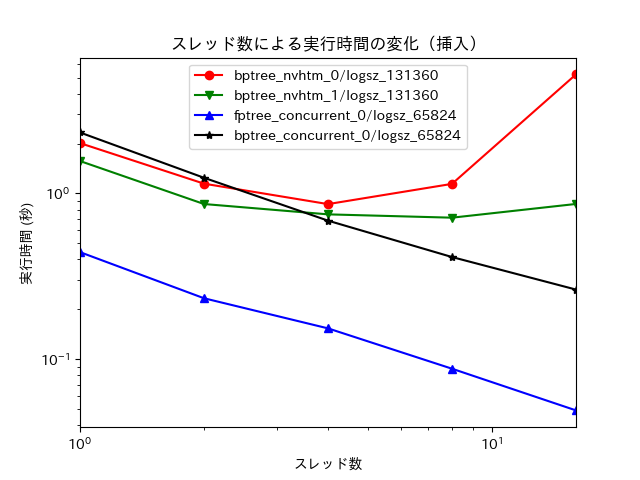 スレッド数による実行時間の変化（挿入）
bptree_nvhtm_0/logsz_131360
bptree_nvhtm_1/logsz_131360
fptree_concurrent_0/logsz_65824
bptree_concurrent_0/logsz_65824
実行時間 (秒)
10⁰
10⁻¹
10⁰
10¹
スレッド数